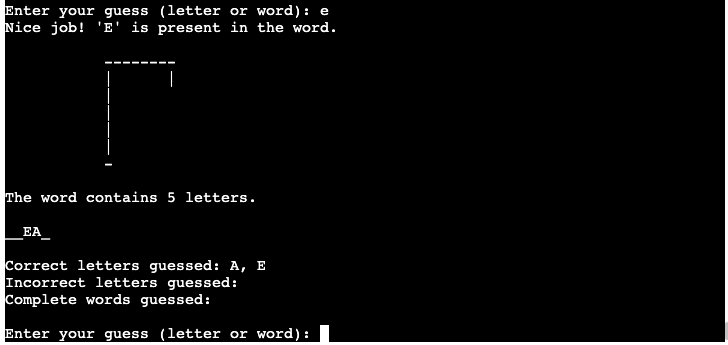 Enter your guess (letter or word): e
Nice job! 'E' is present in the word.
--------
|       |
|
|
|
|
-
The word contains 5 letters.
__EA_
Correct letters guessed: A, E
Incorrect letters guessed:
Complete words guessed:
Enter your guess (letter or word):